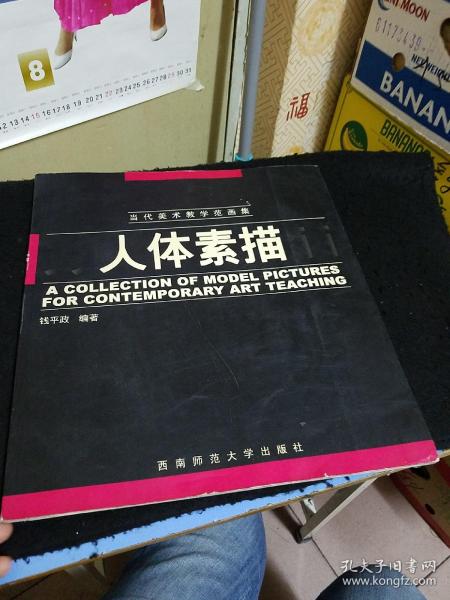 8
12 13 14 15 16 17 18 19 20 21 22 23 24 25 26 27 28 29 30 31
福
MOON
BANAN
BANANO
当代美术教学范画集
人体素描
A COLLECTION OF MODEL PICTURES
FOR CONTEMPORARY ART TEACHING
钱平政 编著
西南师范大学出版社
孔夫子旧书网
www.kongfz.com